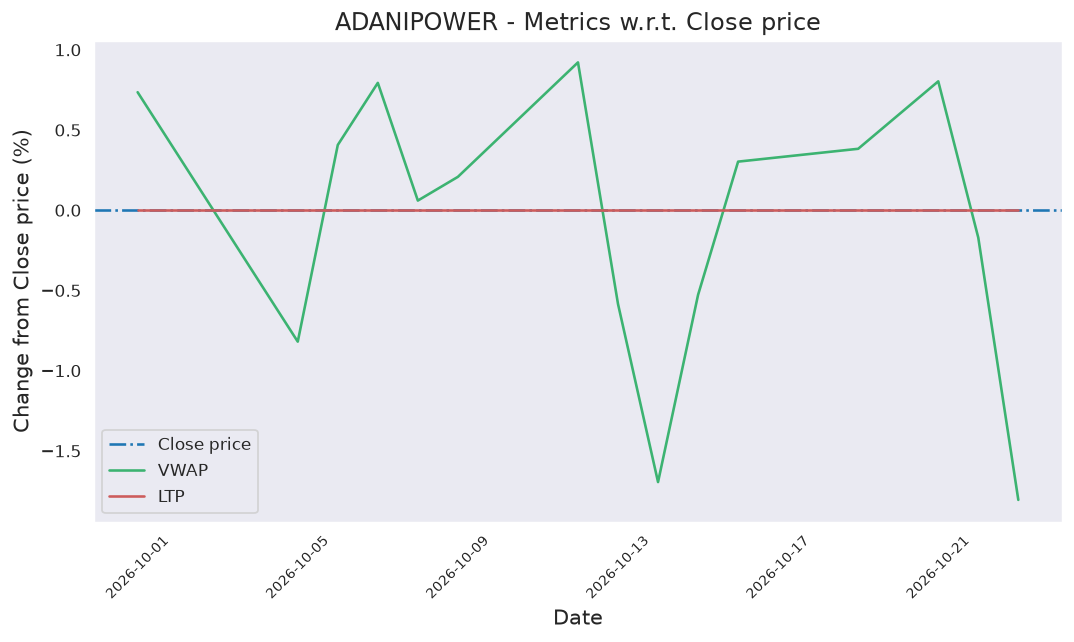 ADANIPOWER - Metrics w.r.t. Close price
Change from Close price (%)
1.0
0.5
0.0
−0.5
−1.0
−1.5
Close price
VWAP
LTP
2026-10-01
2026-10-05
2026-10-09
2026-10-13
2026-10-17
2026-10-21
Date